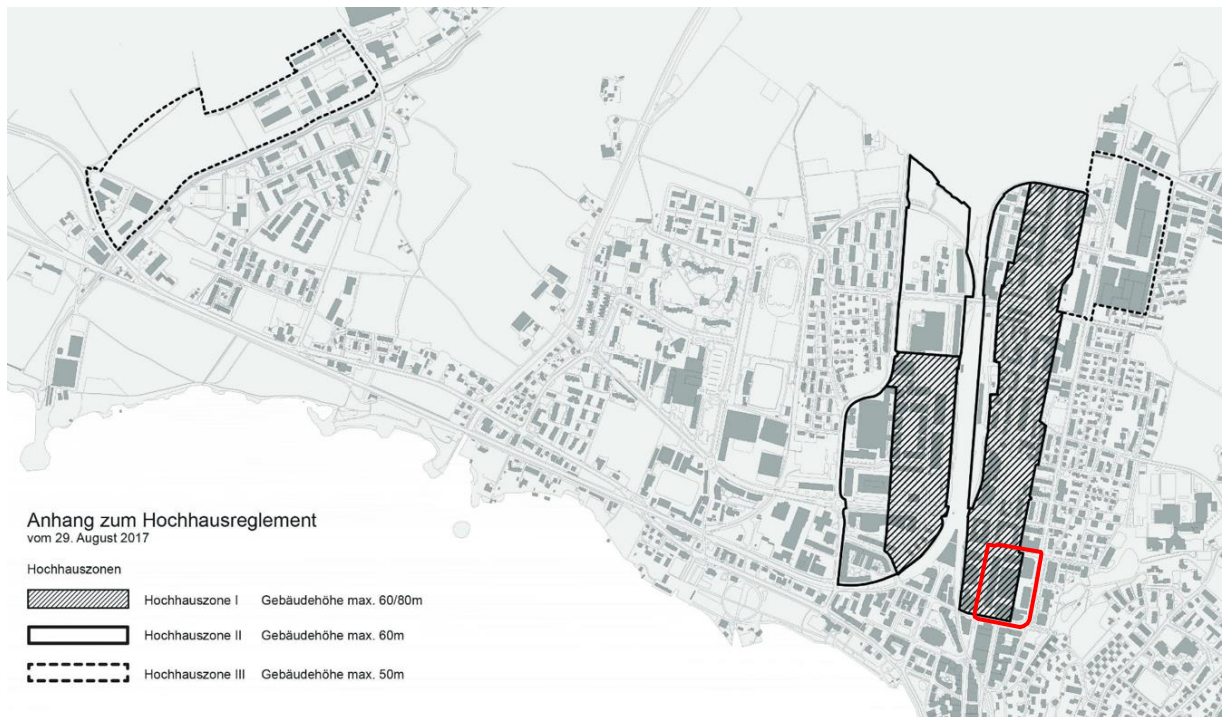 Anhang zum Hochhausreglement
vom 29. August 2017
Hochhauszonen
Hochhauszone I Gebäudehöhe max. 60/80m
Hochhauszone II Gebäudehöhe max. 60m
Hochhauszone III Gebäudehöhe max. 50m